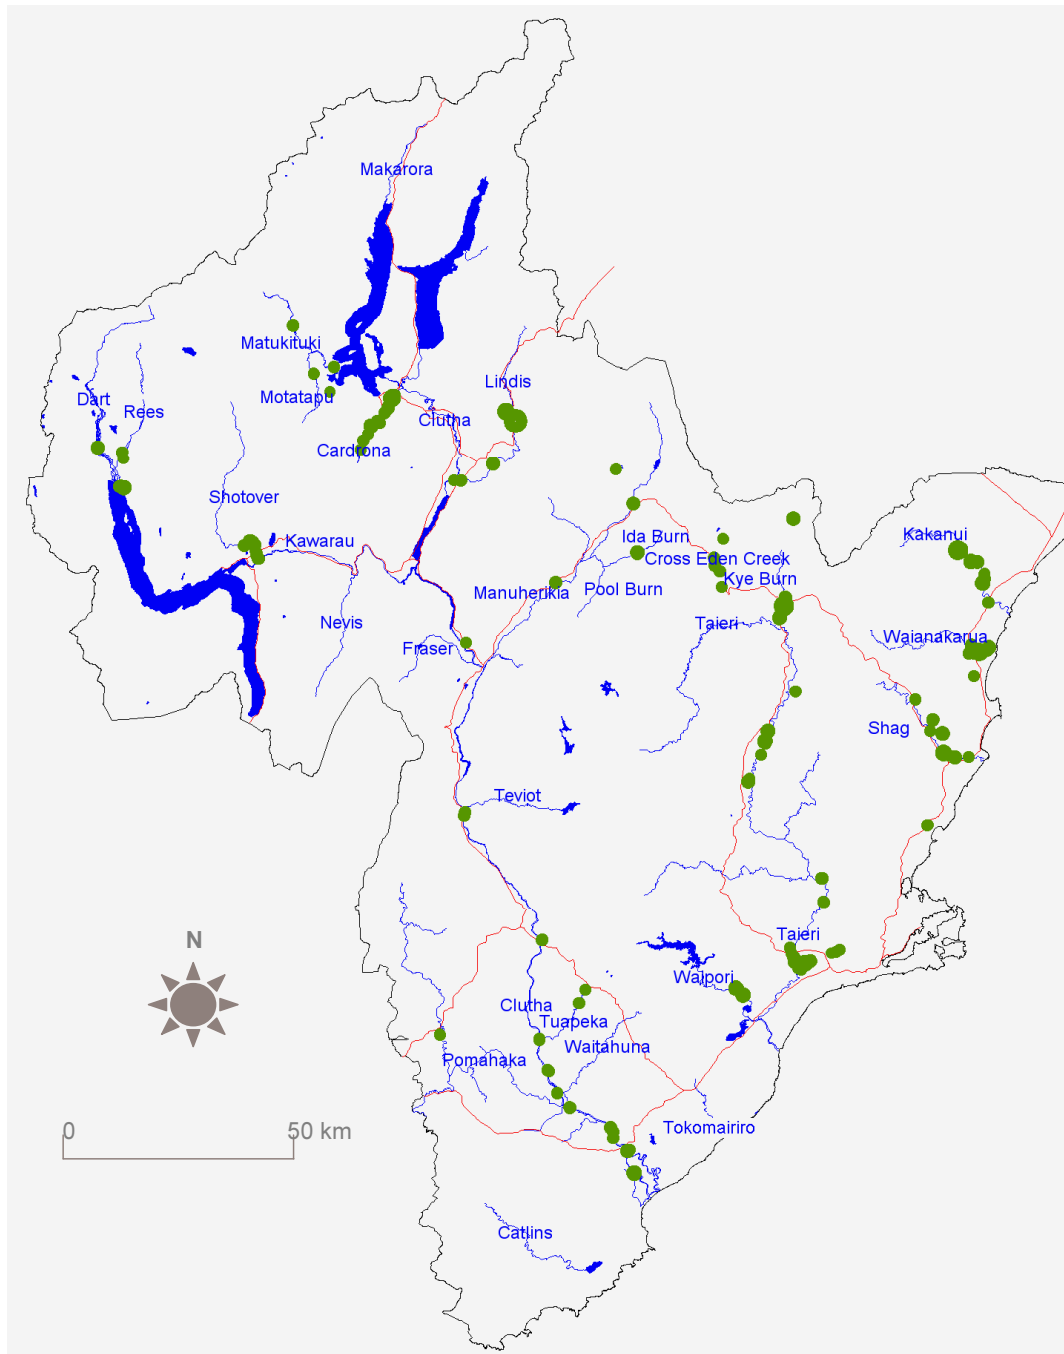 Makarora
Matukituki
Lindis
Dart
Motatapu
Rees
Clutha
Cardrona
Shotover
Kawarau
Ida Burn
Kakanui
Cross Eden Creek
Kye Burn
Manuherikia
Pool Burn
Nevis
Taieri
Waianakarua
Fraser
Shag
Teviot
Taieri
N
Waipori
Clutha
Tuapeka
Waitahuna
Pomahaka
Tokomairiro
0
50 km
Catlins